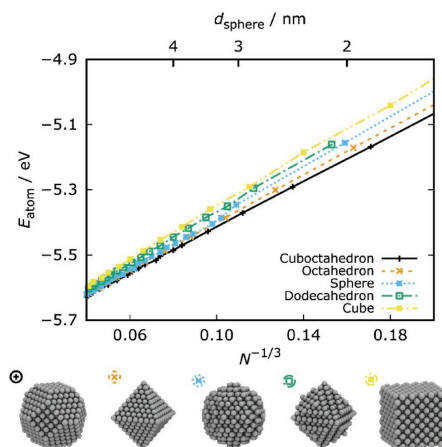 d_sphere / nm
4 3 2
-4.9
-5.1
-5.3
-5.5
-5.7
E_atom / eV
Cuboctahedron
Octahedron
Sphere
Dodecahedron
Cube
0.06 0.10 0.14 0.18
N^-1/3